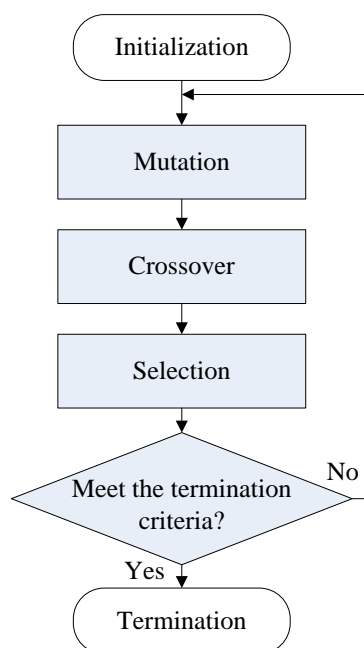 Initialization
Mutation
Crossover
Selection
Meet the termination
criteria?
No
Yes
Termination